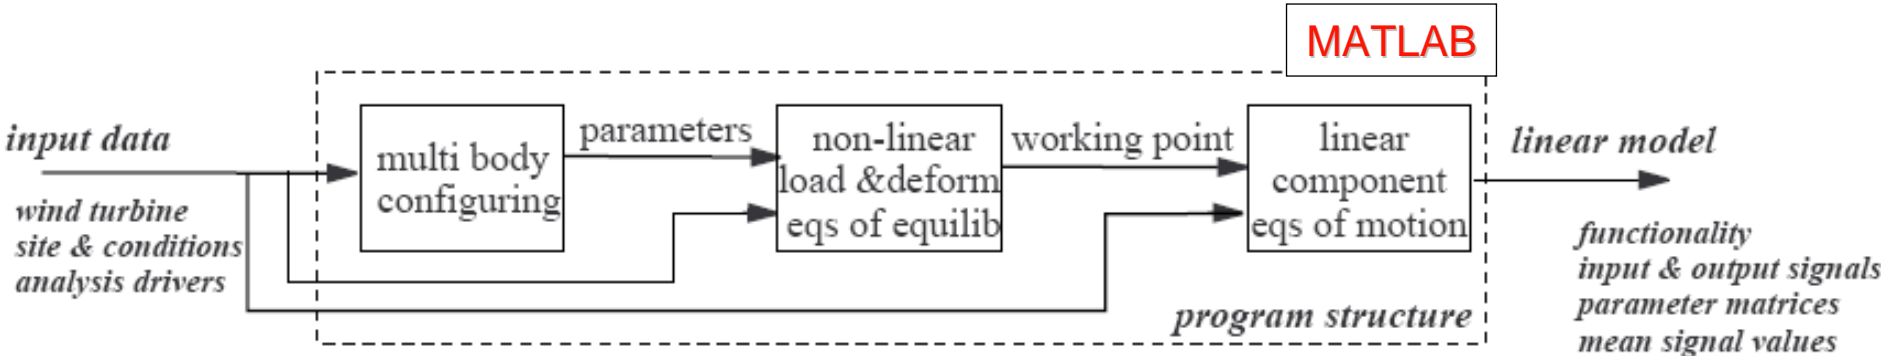 MATLAB
input data
wind turbine
site & conditions
analysis drivers
multi body
configuring
parameters
non-linear
load &deform
eqs of equilib
working point
linear
component
eqs of motion
program structure
linear model
functionality
input & output signals
parameter matrices
mean signal values